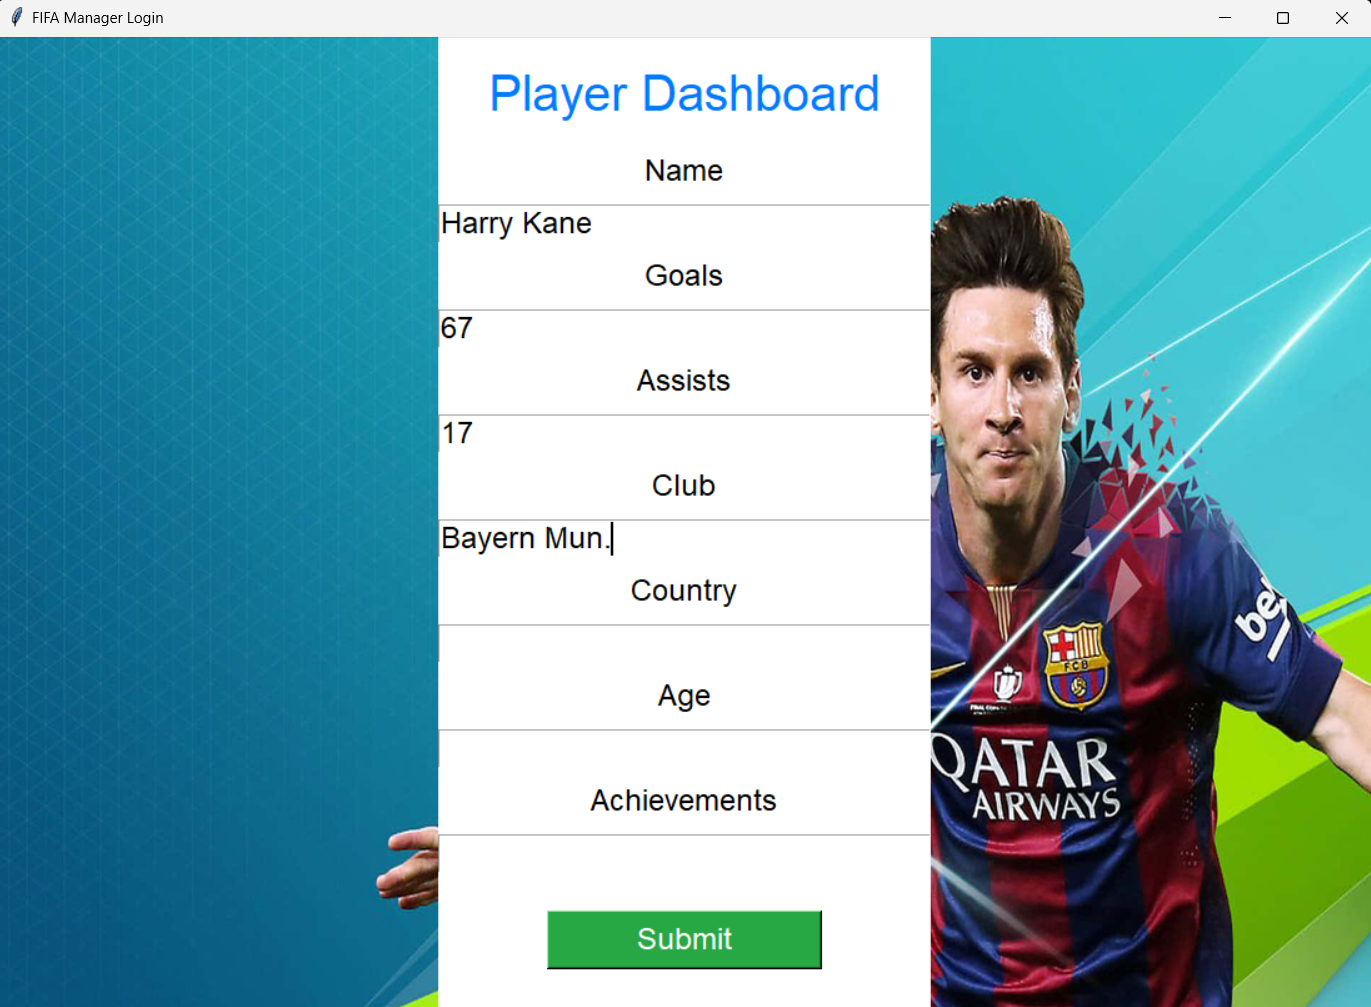 FIFA Manager Login
Player Dashboard
Name
Harry Kane
Goals
67
Assists
17
Club
Bayern Mun.
Country
Age
Achievements
Submit
beko
FCB
QATAR
AIRWAYS